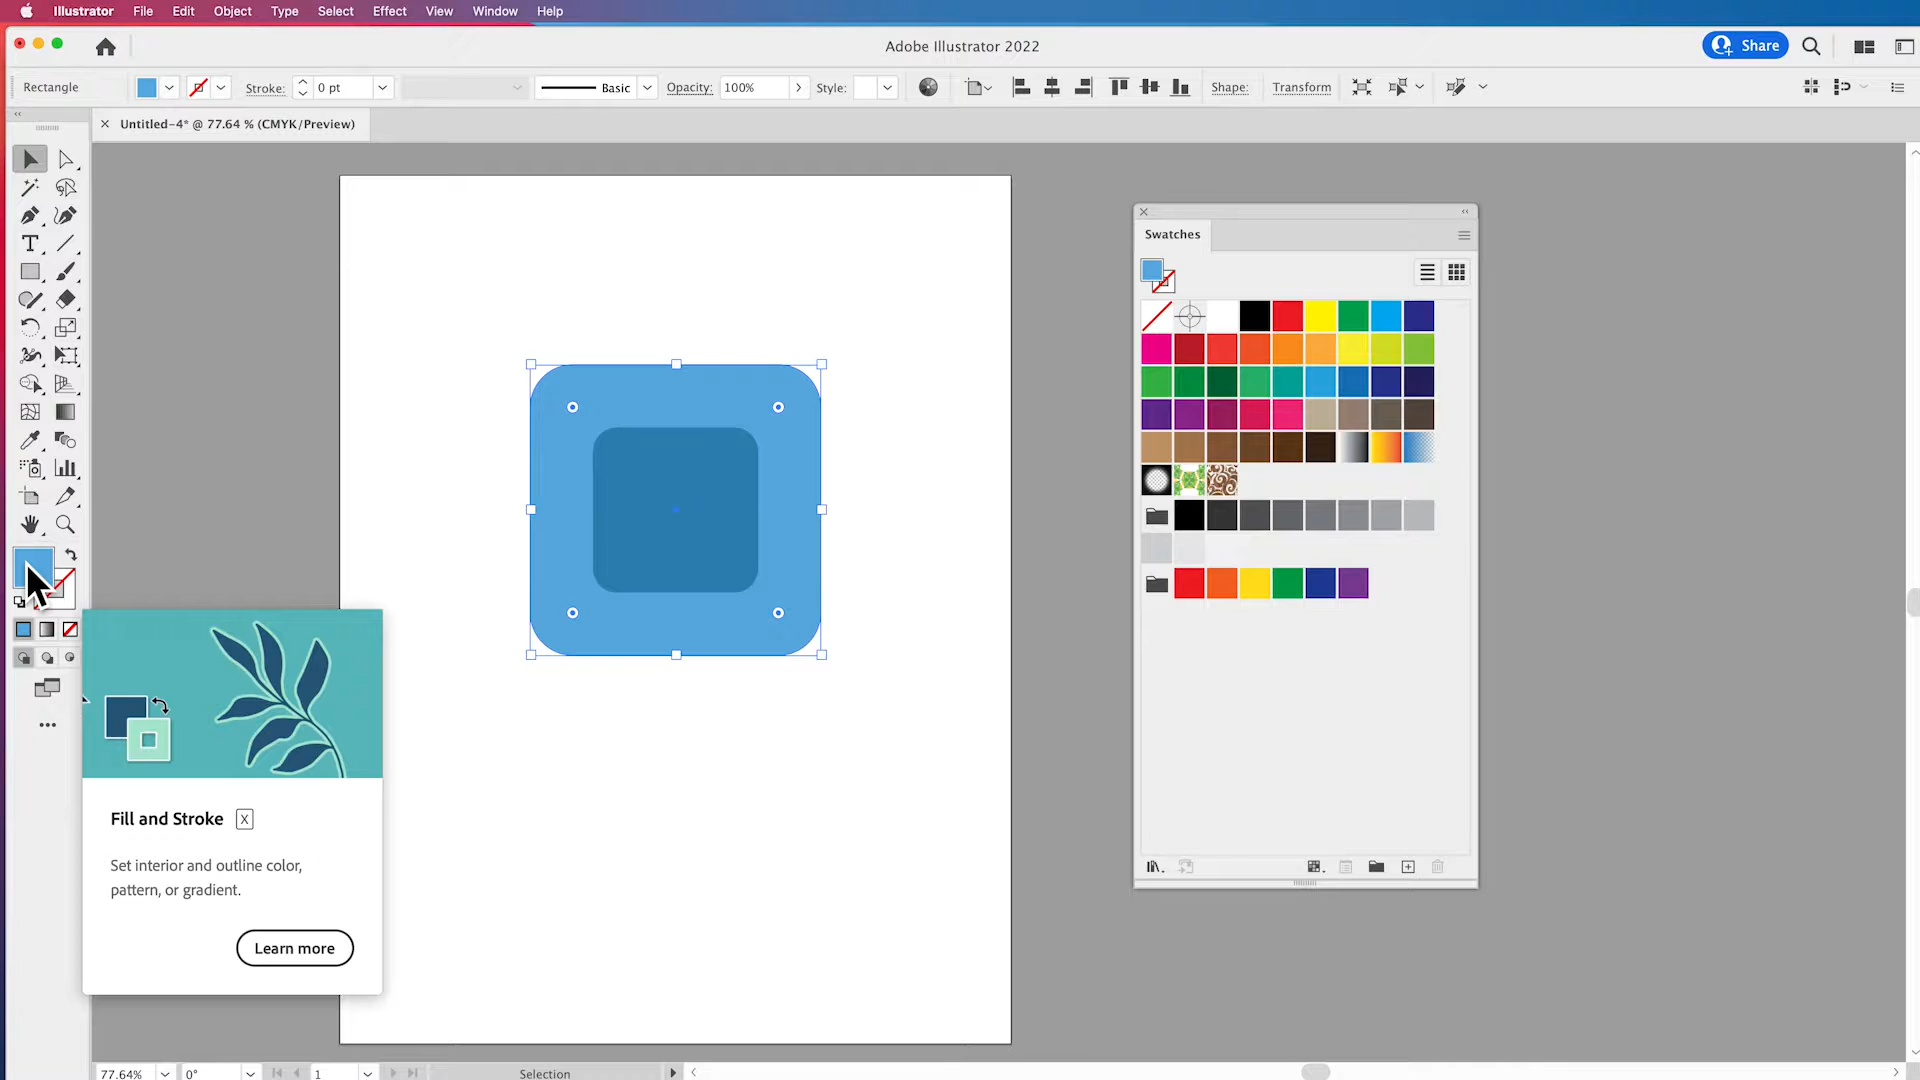 Illustrator File Edit Object Type Select Effect View Window Help
Adobe Illustrator 2022
Share
Rectangle
Stroke: 0 pt
Basic
Opacity: 100%
Style:
Shape:
Transform
Untitled-4* @ 77.64 % (CMYK/Preview)
Swatches
Fill and Stroke X
Set interior and outline color,
pattern, or gradient.
Learn more
77.64% 0° 1 Selection